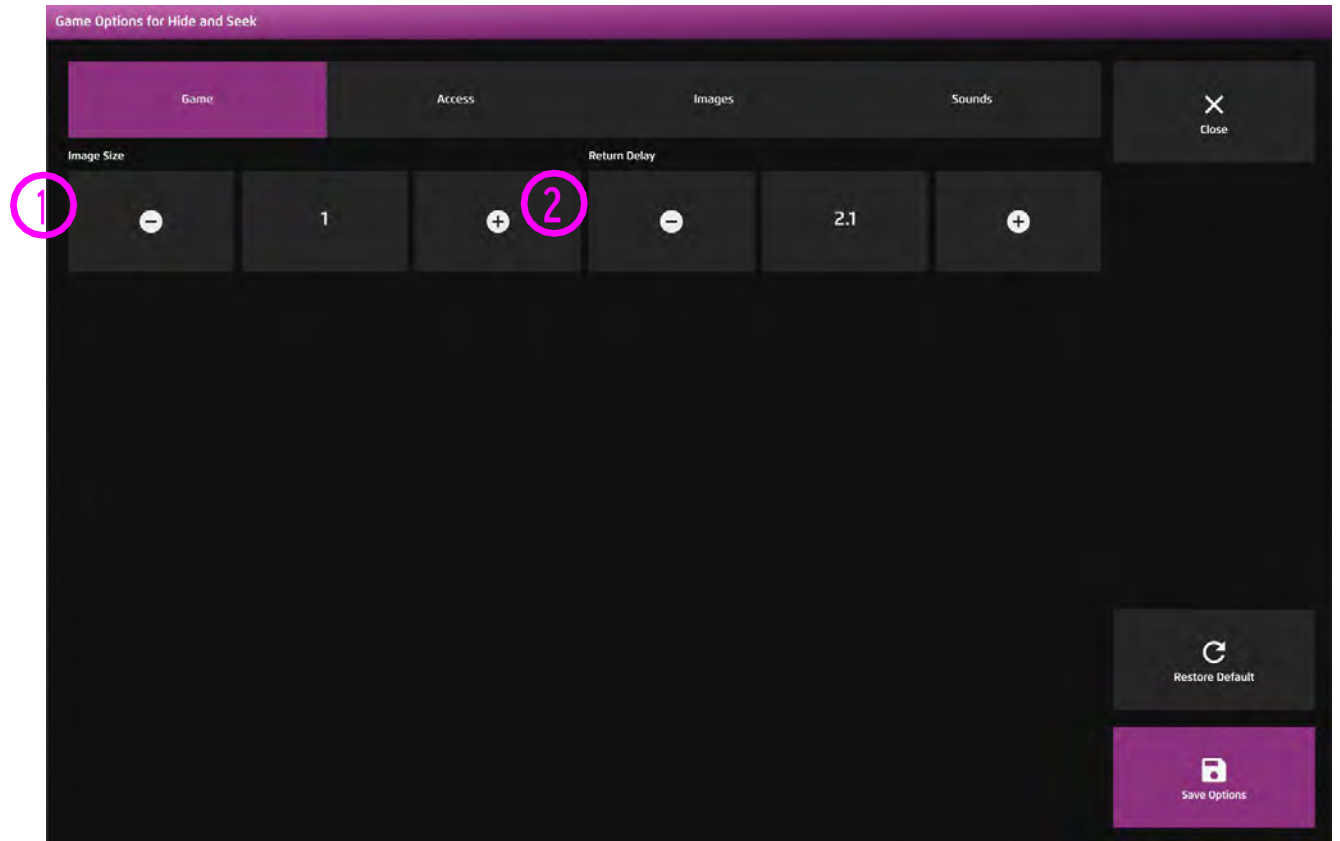 Game Options for Hide and Seek
Game Access Images Sounds
Close
Image Size Return Delay
1 1 2 2.1
Restore Default
Save Options